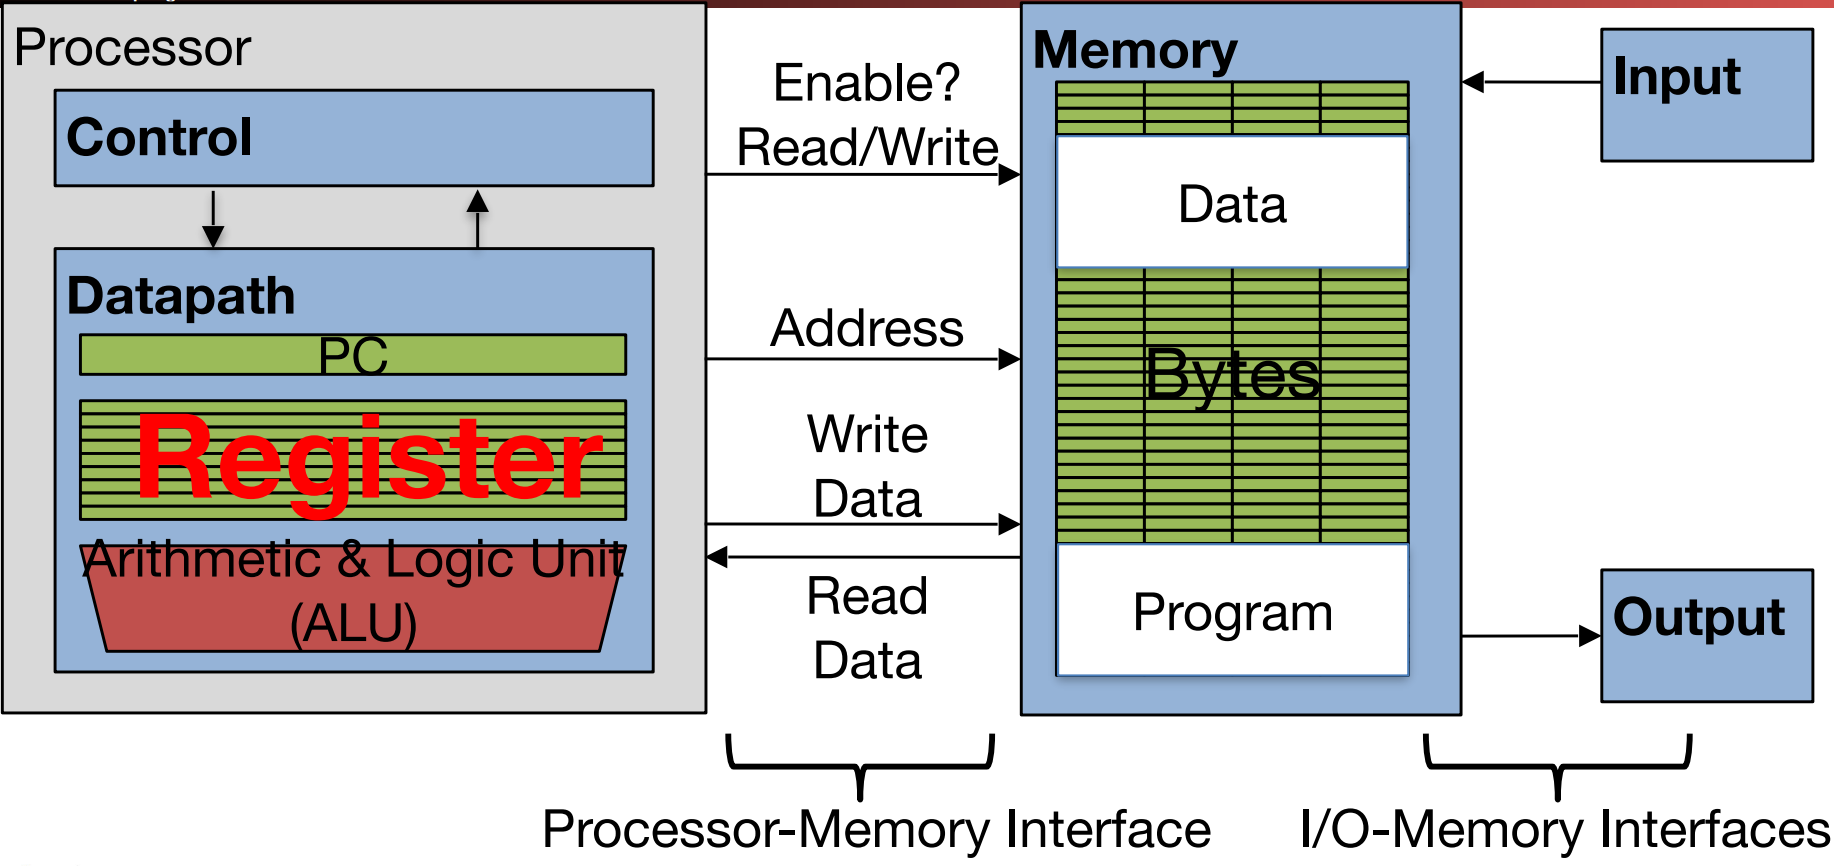 Processor
Control
Datapath
PC
Register
Arithmetic & Logic Unit
(ALU)
Enable?
Read/Write
Address
Write
Data
Read
Data
Memory
Data
Bytes
Program
Input
Output
Processor-Memory Interface
I/O-Memory Interfaces